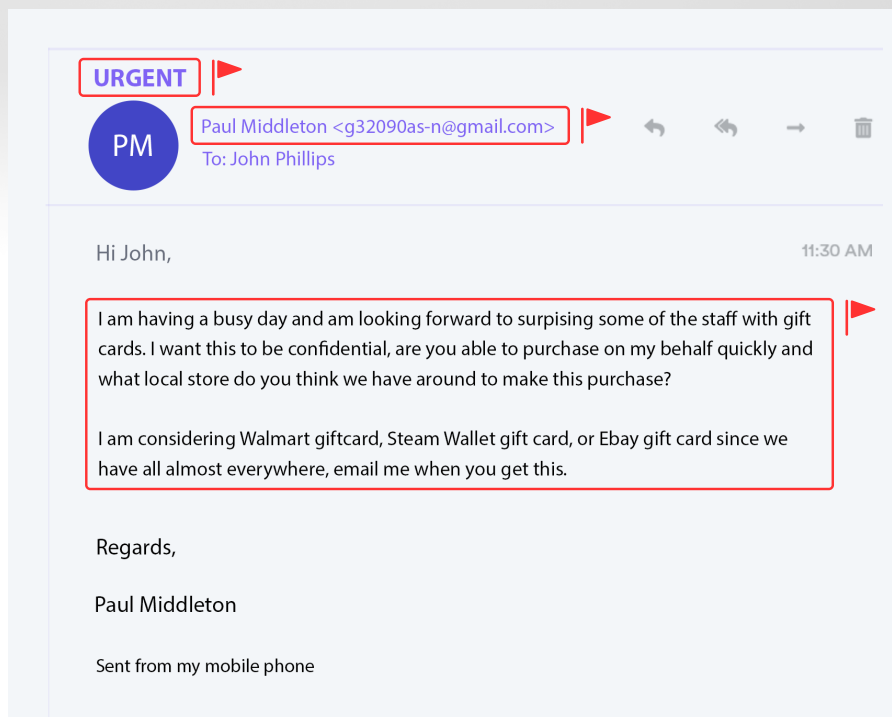 URGENT
PM
Paul Middleton <g32090as-n@gmail.com>
To: John Phillips
Hi John,
11:30 AM
I am having a busy day and am looking forward to surpising some of the staff with gift
cards. I want this to be confidential, are you able to purchase on my behalf quickly and
what local store do you think we have around to make this purchase?
I am considering Walmart giftcard, Steam Wallet gift card, or Ebay gift card since we
have all almost everywhere, email me when you get this.
Regards,
Paul Middleton
Sent from my mobile phone